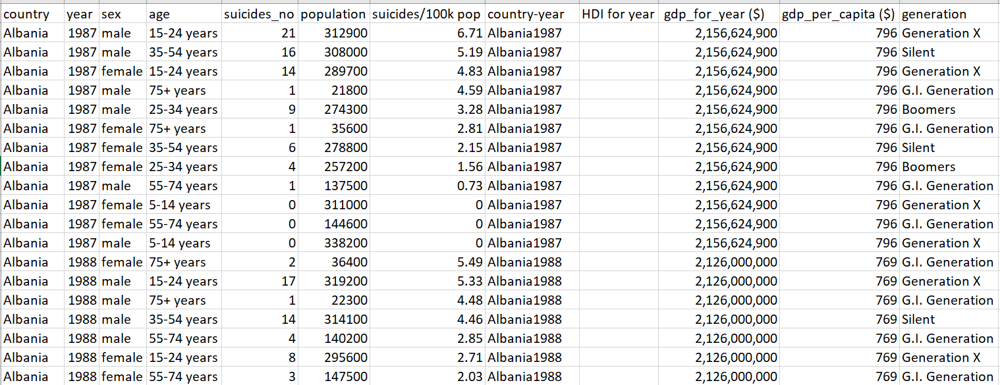 country year sex age suicides_no population suicides/100k pop country-year HDI for year gdp_for_year ($) gdp_per_capita ($) generation
Albania 1987 male 15-24 years 21 312900 6.71 Albania1987 2,156,624,900 796 Generation X
Albania 1987 male 35-54 years 16 308000 5.19 Albania1987 2,156,624,900 796 Silent
Albania 1987 female 15-24 years 14 289700 4.83 Albania1987 2,156,624,900 796 Generation X
Albania 1987 male 75+ years 1 21800 4.59 Albania1987 2,156,624,900 796 G.I. Generation
Albania 1987 male 25-34 years 9 274300 3.28 Albania1987 2,156,624,900 796 Boomers
Albania 1987 female 75+ years 1 35600 2.81 Albania1987 2,156,624,900 796 G.I. Generation
Albania 1987 female 35-54 years 6 278800 2.15 Albania1987 2,156,624,900 796 Silent
Albania 1987 female 25-34 years 4 257200 1.56 Albania1987 2,156,624,900 796 Boomers
Albania 1987 male 55-74 years 1 137500 0.73 Albania1987 2,156,624,900 796 G.I. Generation
Albania 1987 female 5-14 years 0 311000 0 Albania1987 2,156,624,900 796 Generation X
Albania 1987 female 55-74 years 0 144600 0 Albania1987 2,156,624,900 796 G.I. Generation
Albania 1987 male 5-14 years 0 338200 0 Albania1987 2,156,624,900 796 Generation X
Albania 1988 female 75+ years 2 36400 5.49 Albania1988 2,126,000,000 769 G.I. Generation
Albania 1988 male 15-24 years 17 319200 5.33 Albania1988 2,126,000,000 769 Generation X
Albania 1988 male 75+ years 1 22300 4.48 Albania1988 2,126,000,000 769 G.I. Generation
Albania 1988 male 35-54 years 14 314100 4.46 Albania1988 2,126,000,000 769 Silent
Albania 1988 male 55-74 years 4 140200 2.85 Albania1988 2,126,000,000 769 G.I. Generation
Albania 1988 female 15-24 years 8 295600 2.71 Albania1988 2,126,000,000 769 Generation X
Albania 1988 female 55-74 years 3 147500 2.03 Albania1988 2,126,000,000 769 G.I. Generation